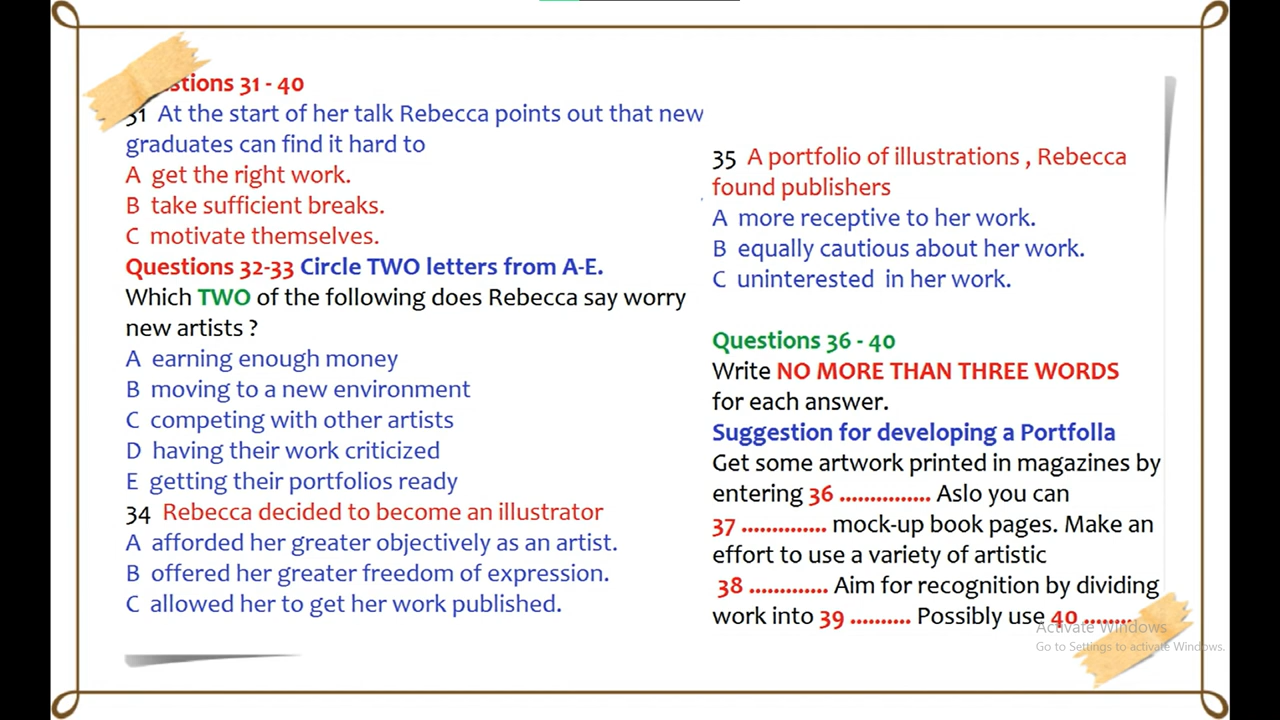 stions 31 - 40
31 At the start of her talk Rebecca points out that new
graduates can find it hard to
A get the right work.
B take sufficient breaks.
C motivate themselves.
Questions 32-33 Circle TWO letters from A-E.
Which TWO of the following does Rebecca say worry
new artists ?
A earning enough money
B moving to a new environment
C competing with other artists
D having their work criticized
E getting their portfolios ready
34 Rebecca decided to become an illustrator
A afforded her greater objectively as an artist.
B offered her greater freedom of expression.
C allowed her to get her work published.
35 A portfolio of illustrations , Rebecca
found publishers
A more receptive to her work.
B equally cautious about her work.
C uninterested in her work.
Questions 36 - 40
Write NO MORE THAN THREE WORDS
for each answer.
Suggestion for developing a Portfolla
Get some artwork printed in magazines by
entering 36 ............... Aslo you can
37 .............. mock-up book pages. Make an
effort to use a variety of artistic
38 ............. Aim for recognition by dividing
work into 39 .......... Possibly use 40 ........
Activate Windows
Go to Settings to activate Windows.